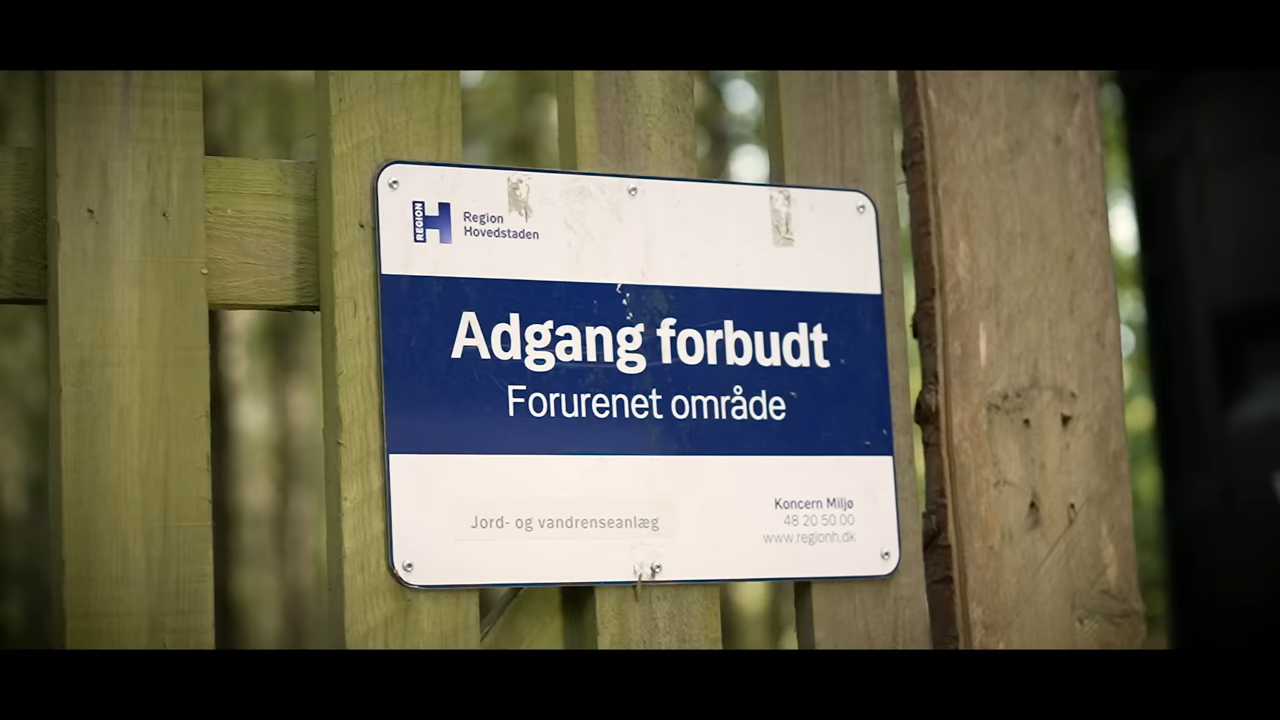 REGION
H
Region
Hovedstaden
Adgang forbudt
Forurenet område
Jord- og vandrenseanlæg
Koncern Miljø
48 20 50 00
www.regionh.dk